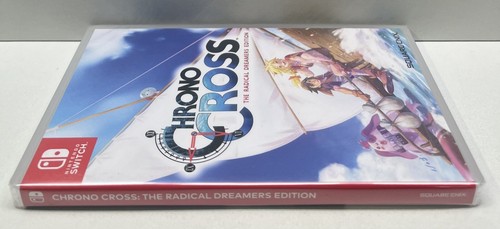 CHRONO
CROSS
THE RADICAL DREAMERS EDITION
SQUARE ENIX
NINTENDO
SWITCH
CHRONO CROSS: THE RADICAL DREAMERS EDITION
SQUARE ENIX